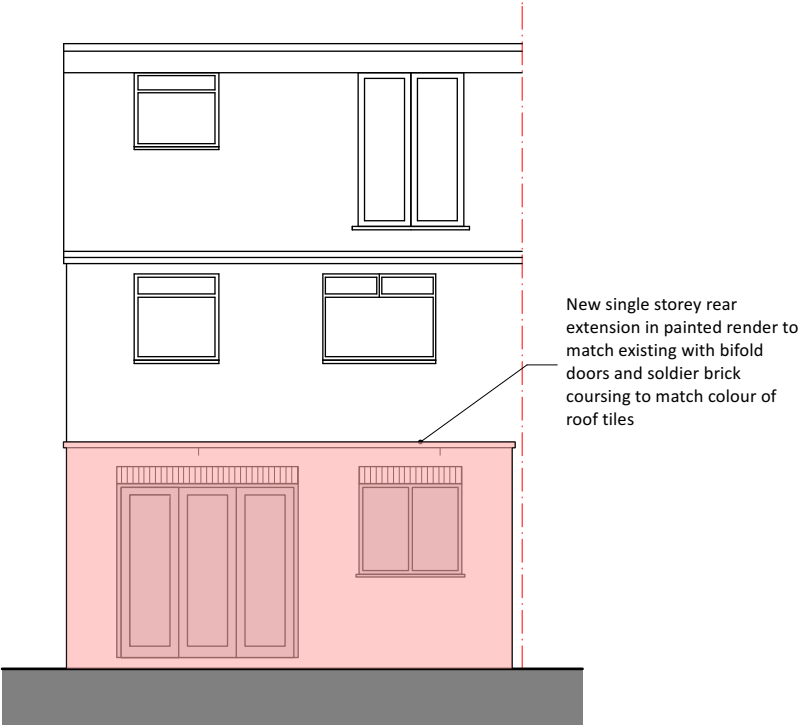 New single storey rear
extension in painted render to
match existing with bifold
doors and soldier brick
coursing to match colour of
roof tiles